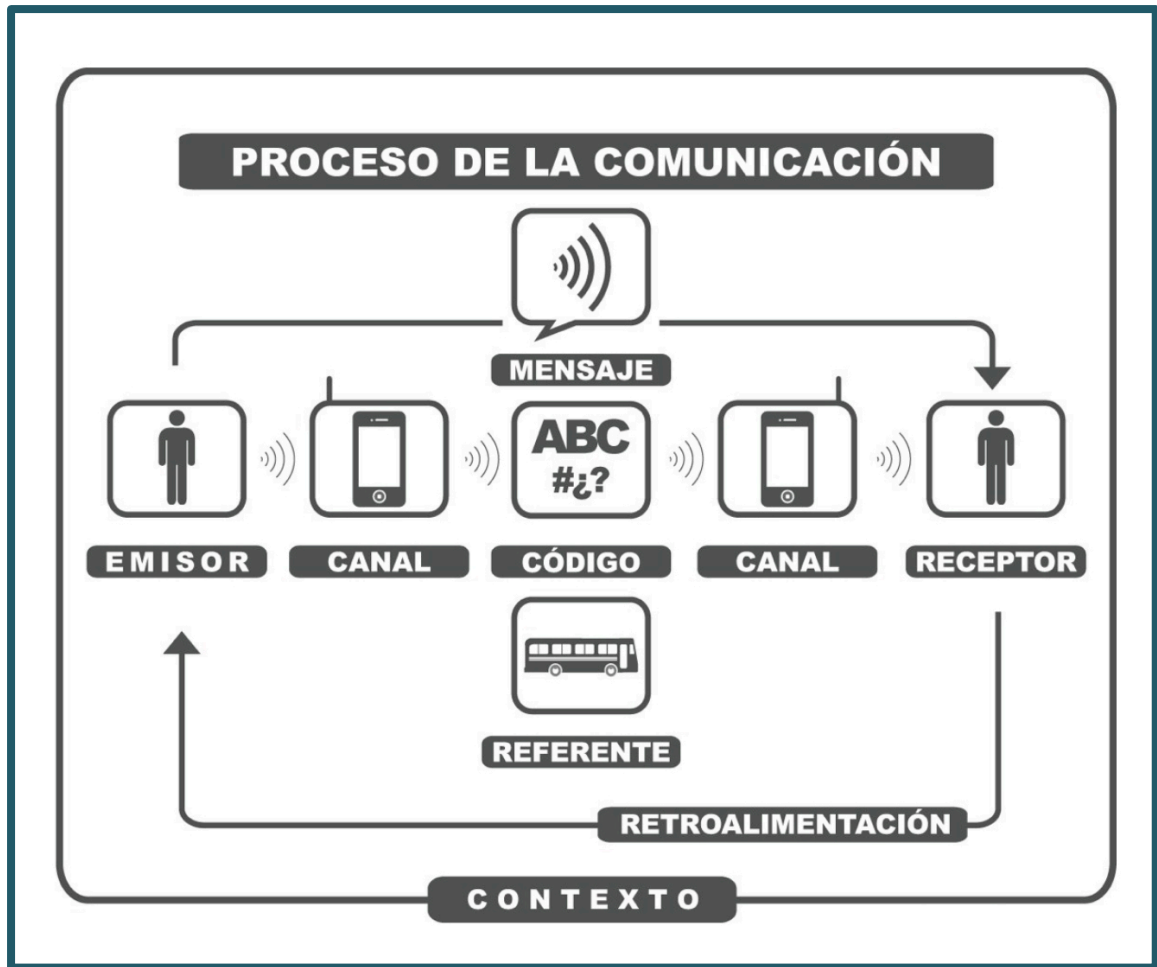 PROCESO DE LA COMUNICACIÓN
MENSAJE
ABC
#¿?
EMISOR
CANAL
CÓDIGO
CANAL
RECEPTOR
REFERENTE
RETROALIMENTACIÓN
CONTEXTO